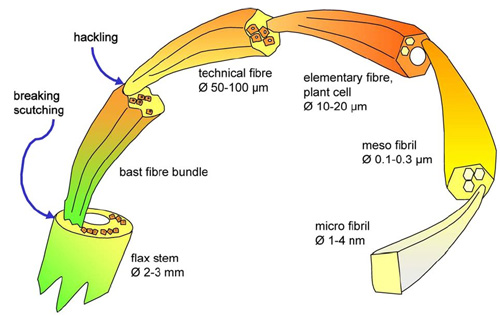 hackling
breaking
scutching
technical fibre
Ø 50-100 µm
elementary fibre,
plant cell
Ø 10-20 µm
bast fibre bundle
meso fibril
Ø 0.1-0.3 µm
flax stem
Ø 2-3 mm
micro fibril
Ø 1-4 nm